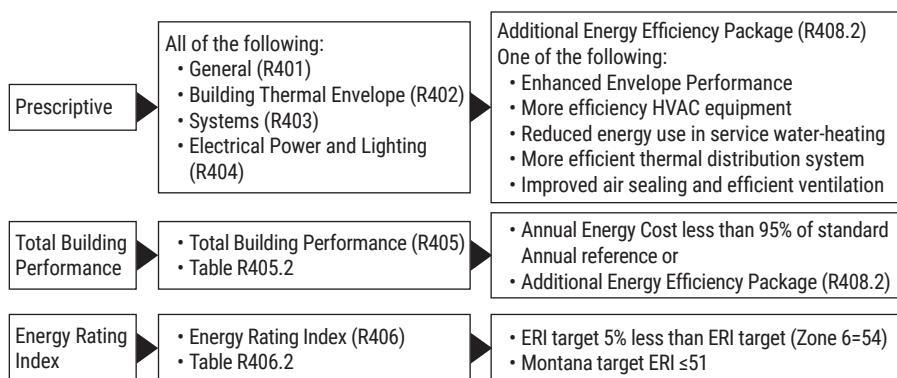 Prescriptive
All of the following:
• General (R401)
• Building Thermal Envelope (R402)
• Systems (R403)
• Electrical Power and Lighting
(R404)
Additional Energy Efficiency Package (R408.2)
One of the following:
• Enhanced Envelope Performance
• More efficiency HVAC equipment
• Reduced energy use in service water-heating
• More efficient thermal distribution system
• Improved air sealing and efficient ventilation
Total Building
Performance
• Total Building Performance (R405)
• Table R405.2
• Annual Energy Cost less than 95% of standard
Annual reference or
• Additional Energy Efficiency Package (R408.2)
Energy Rating
Index
• Energy Rating Index (R406)
• Table R406.2
• ERI target 5% less than ERI target (Zone 6=54)
• Montana target ERI ≤51